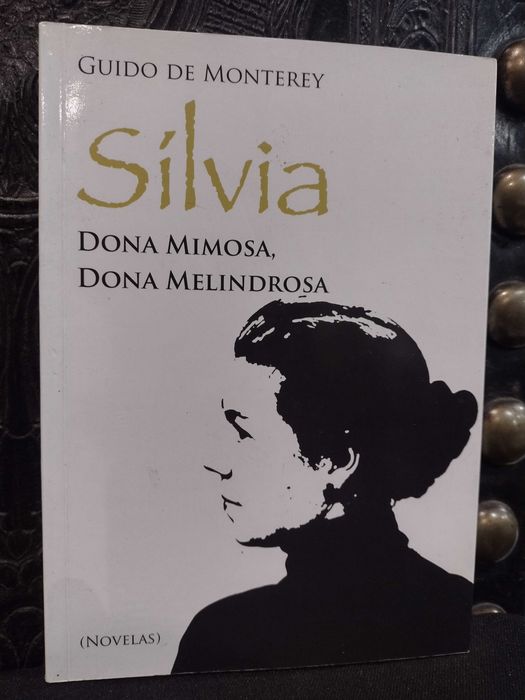 Guido de Monterey
Sílvia
Dona Mimosa,
Dona Melindrosa
(Novelas)